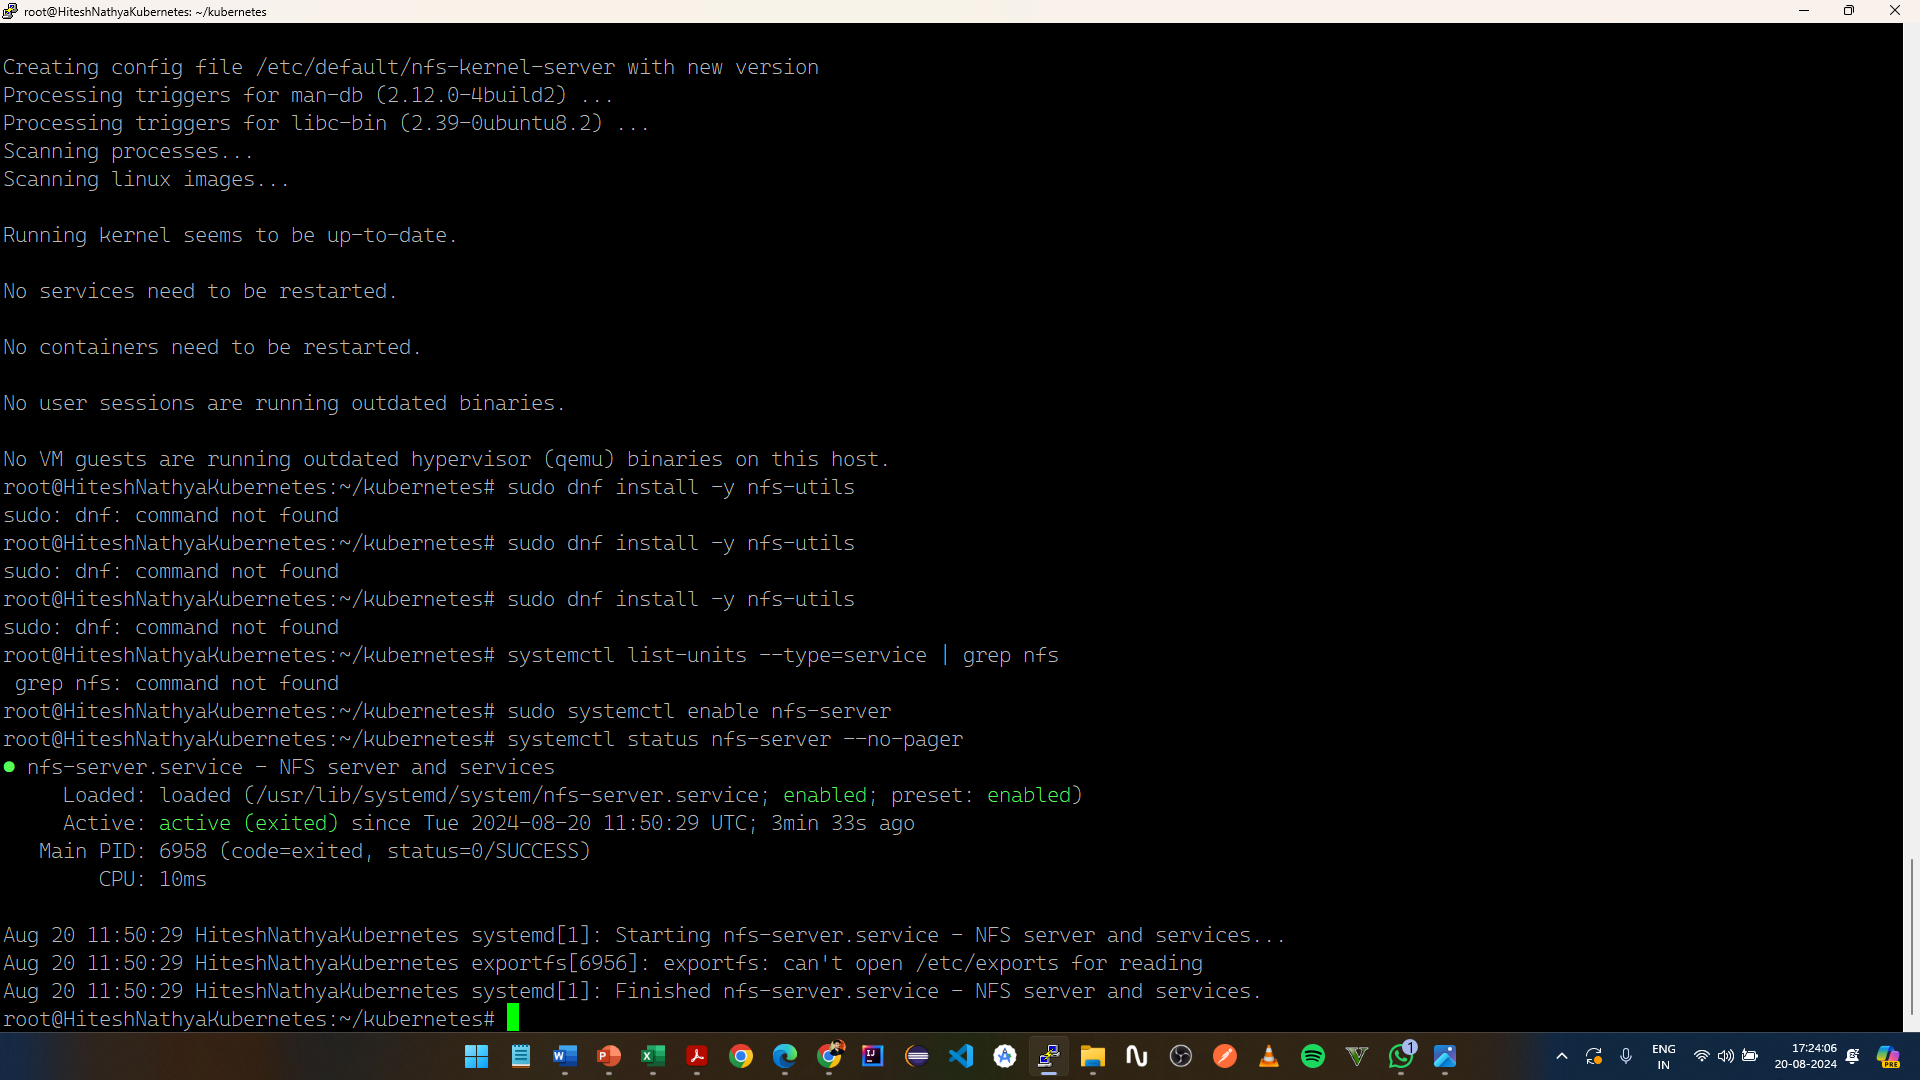 root@HiteshNathyaKubernetes: ~/kubernetes
Creating config file /etc/default/nfs-kernel-server with new version
Processing triggers for man-db (2.12.0-4build2) ...
Processing triggers for libc-bin (2.39-0ubuntu8.2) ...
Scanning processes...
Scanning linux images...
Running kernel seems to be up-to-date.
No services need to be restarted.
No containers need to be restarted.
No user sessions are running outdated binaries.
No VM guests are running outdated hypervisor (qemu) binaries on this host.
root@HiteshNathyaKubernetes:~/kubernetes# sudo dnf install -y nfs-utils
sudo: dnf: command not found
root@HiteshNathyaKubernetes:~/kubernetes# sudo dnf install -y nfs-utils
sudo: dnf: command not found
root@HiteshNathyaKubernetes:~/kubernetes# sudo dnf install -y nfs-utils
sudo: dnf: command not found
root@HiteshNathyaKubernetes:~/kubernetes# systemctl list-units --type=service | grep nfs
 grep nfs: command not found
root@HiteshNathyaKubernetes:~/kubernetes# sudo systemctl enable nfs-server
root@HiteshNathyaKubernetes:~/kubernetes# systemctl status nfs-server --no-pager
● nfs-server.service - NFS server and services
     Loaded: loaded (/usr/lib/systemd/system/nfs-server.service; enabled; preset: enabled)
     Active: active (exited) since Tue 2024-08-20 11:50:29 UTC; 3min 33s ago
   Main PID: 6958 (code=exited, status=0/SUCCESS)
        CPU: 10ms
Aug 20 11:50:29 HiteshNathyaKubernetes systemd[1]: Starting nfs-server.service - NFS server and services...
Aug 20 11:50:29 HiteshNathyaKubernetes exportfs[6956]: exportfs: can't open /etc/exports for reading
Aug 20 11:50:29 HiteshNathyaKubernetes systemd[1]: Finished nfs-server.service - NFS server and services.
root@HiteshNathyaKubernetes:~/kubernetes#
1
ENG
IN
17:24:06
20-08-2024
PRE